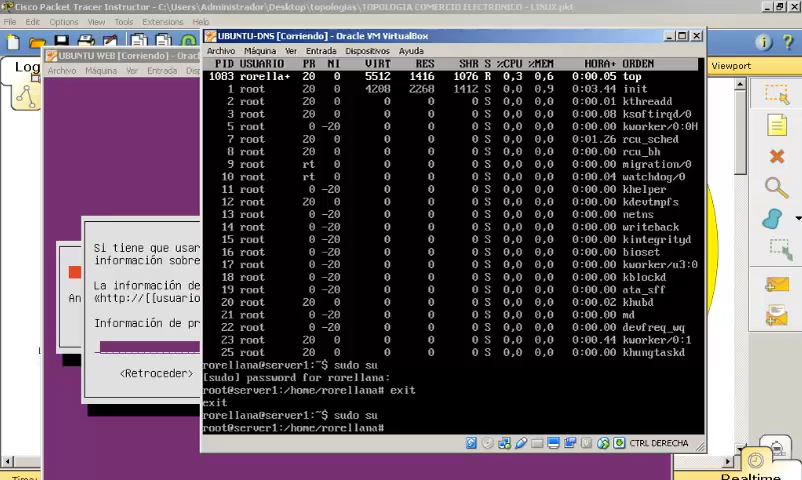 Cisco Packet Tracer Instructor - C:\Users\Administrador\Desktop\topologias\TOPOLOGIA COMERCIO ELECTRONICO - LINUX.pkt
File Edit Options View Tools Extensions
UBUNTU WEB [Corriendo] - Oracl
Archivo Máquina Ver Entrada Di
UBUNTU-DNS [Corriendo] - Oracle VM VirtualBox
Archivo Máquina Ver Entrada Dispositivos Ayuda
Viewport
Log
PID USUARIO PR NI VIRT RES SHR S %CPU %MEM HORA+ ORDEN
1083 rorella+ 20 0 5512 1416 1076 R 0,3 0,6 0:00.05 top
1 root 20 0 4208 2268 1412 S 0,0 0,9 0:03.44 init
2 root 20 0 0 0 0 S 0,0 0,0 0:00.01 kthreadd
3 root 20 0 0 0 0 S 0,0 0,0 0:00.08 ksoftirqd/0
5 root 0 -20 0 0 0 S 0,0 0,0 0:00.00 kworker/0:0H
7 root 20 0 0 0 0 S 0,0 0,0 0:01.26 rcu_sched
8 root 20 0 0 0 0 S 0,0 0,0 0:00.00 rcu_bh
9 root rt 0 0 0 0 S 0,0 0,0 0:00.00 migration/0
10 root rt 0 0 0 0 S 0,0 0,0 0:00.04 watchdog/0
11 root 0 -20 0 0 0 S 0,0 0,0 0:00.00 khelper
12 root 20 0 0 0 0 S 0,0 0,0 0:00.00 kdevtmpfs
13 root 0 -20 0 0 0 S 0,0 0,0 0:00.00 netns
14 root 0 -20 0 0 0 S 0,0 0,0 0:00.00 writeback
15 root 0 -20 0 0 0 S 0,0 0,0 0:00.00 kintegrityd
16 root 0 -20 0 0 0 S 0,0 0,0 0:00.00 bioset
17 root 0 -20 0 0 0 S 0,0 0,0 0:00.00 kworker/u3:0
18 root 0 -20 0 0 0 S 0,0 0,0 0:00.00 kblockd
19 root 0 -20 0 0 0 S 0,0 0,0 0:00.00 ata_sff
20 root 20 0 0 0 0 S 0,0 0,0 0:00.02 khubd
21 root 0 -20 0 0 0 S 0,0 0,0 0:00.00 md
22 root 0 -20 0 0 0 S 0,0 0,0 0:00.00 devfreq_wq
23 root 20 0 0 0 0 S 0,0 0,0 0:00.44 kworker/0:1
25 root 20 0 0 0 0 S 0,0 0,0 0:00.00 khungtaskd
rorellana@server1:~$ sudo su
[sudo] password for rorellana:
root@server1:/home/rorellana# exit
exit
rorellana@server1:~$ sudo su
root@server1:/home/rorellana#
CTRL DERECHA
Si tiene que usar
información sobre
La información de
«http://[[usuario
An
Información de pr
<Retroceder>
Time:
Realtime